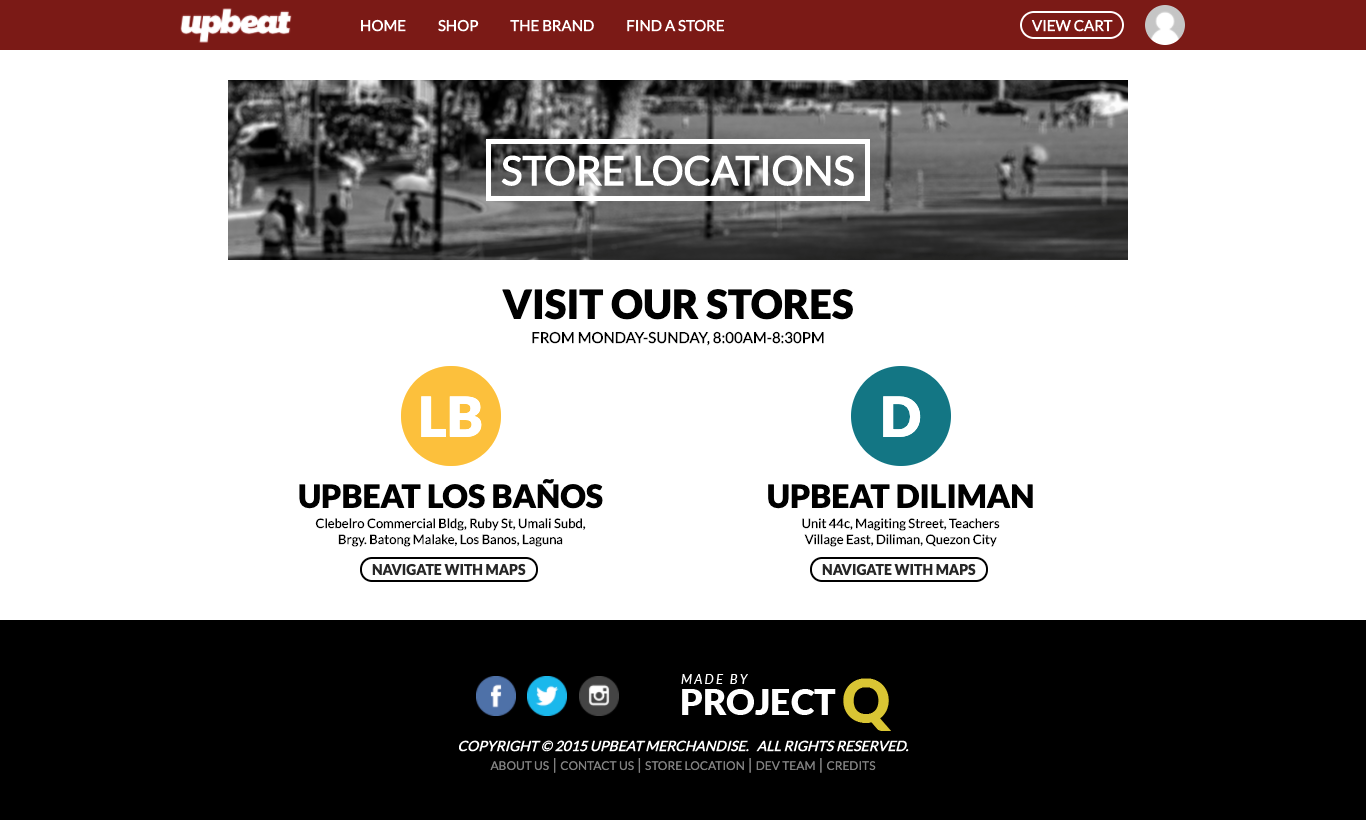 upbeat
HOME SHOP THE BRAND FIND A STORE VIEW CART
STORE LOCATIONS
VISIT OUR STORES
FROM MONDAY-SUNDAY, 8:00AM-8:30PM
LB
UPBEAT LOS BAÑOS
Clebelro Commercial Bldg, Ruby St, Umali Subd,
Brgy. Batong Malake, Los Banos, Laguna
NAVIGATE WITH MAPS
D
UPBEAT DILIMAN
Unit 44c, Magiting Street, Teachers
Village East, Diliman, Quezon City
NAVIGATE WITH MAPS
MADE BY
PROJECT Q
COPYRIGHT © 2015 UPBEAT MERCHANDISE. ALL RIGHTS RESERVED.
ABOUT US | CONTACT US | STORE LOCATION | DEV TEAM | CREDITS